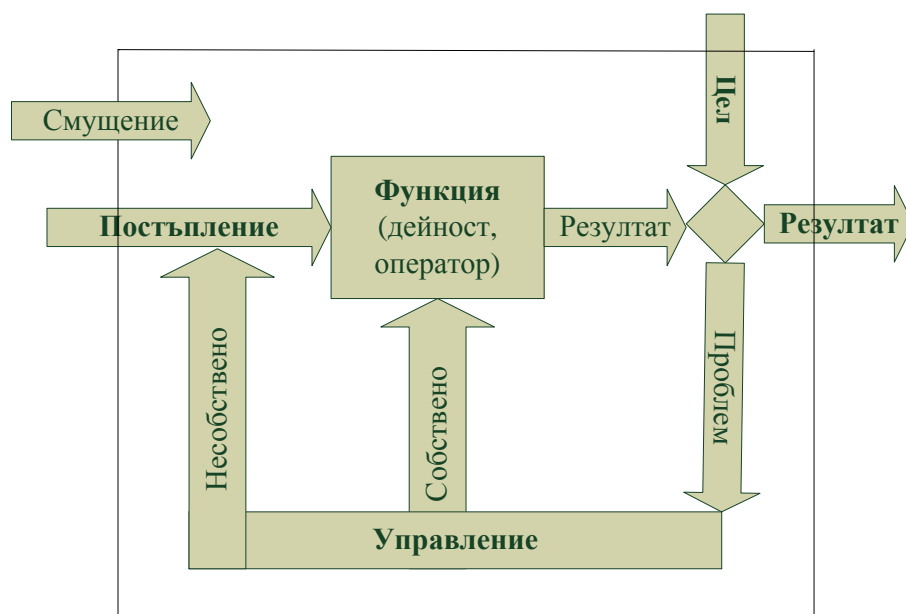 Цел
Смущение
Постъпление
Функция
(дейност,
оператор)
Резултат
Резултат
Несобствено
Собствено
Проблем
Управление